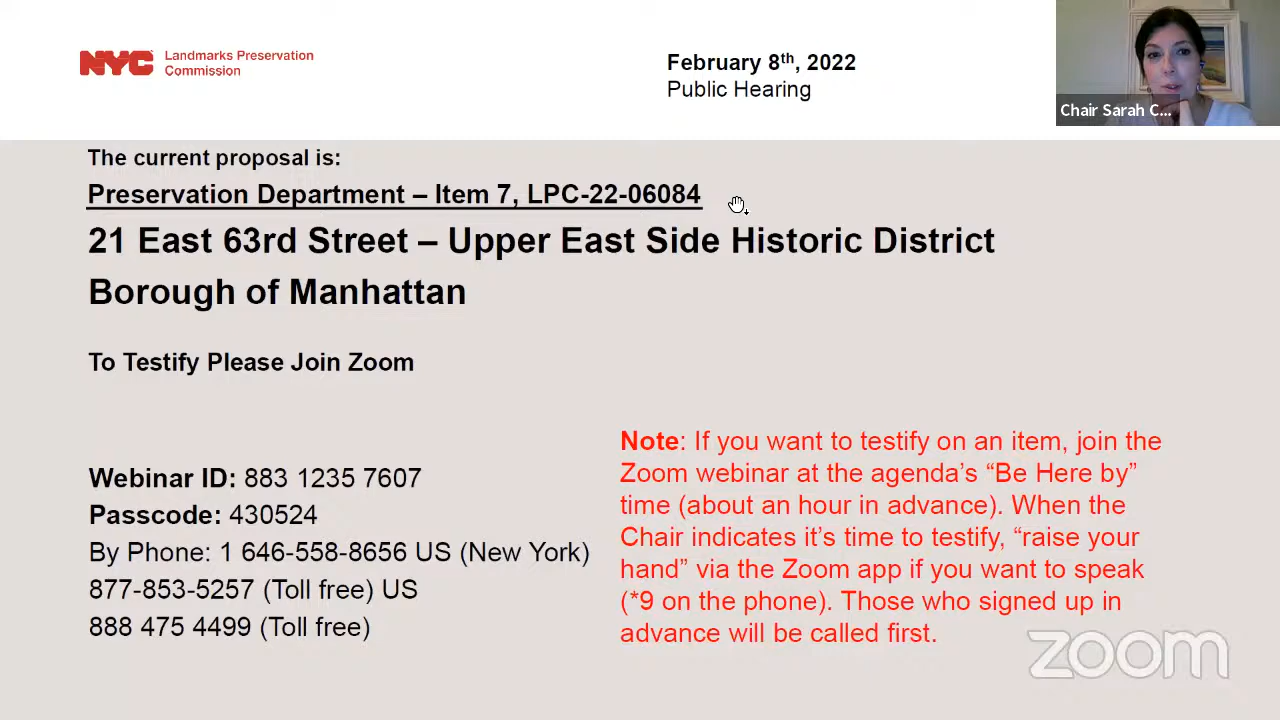 NYC Landmarks Preservation
Commission
February 8th, 2022
Public Hearing
Chair Sarah C...
The current proposal is:
Preservation Department – Item 7, LPC-22-06084
21 East 63rd Street – Upper East Side Historic District
Borough of Manhattan
To Testify Please Join Zoom
Webinar ID: 883 1235 7607
Passcode: 430524
By Phone: 1 646-558-8656 US (New York)
877-853-5257 (Toll free) US
888 475 4499 (Toll free)
Note: If you want to testify on an item, join the
Zoom webinar at the agenda’s “Be Here by”
time (about an hour in advance). When the
Chair indicates it’s time to testify, “raise your
hand” via the Zoom app if you want to speak
(*9 on the phone). Those who signed up in
advance will be called first.
zoom